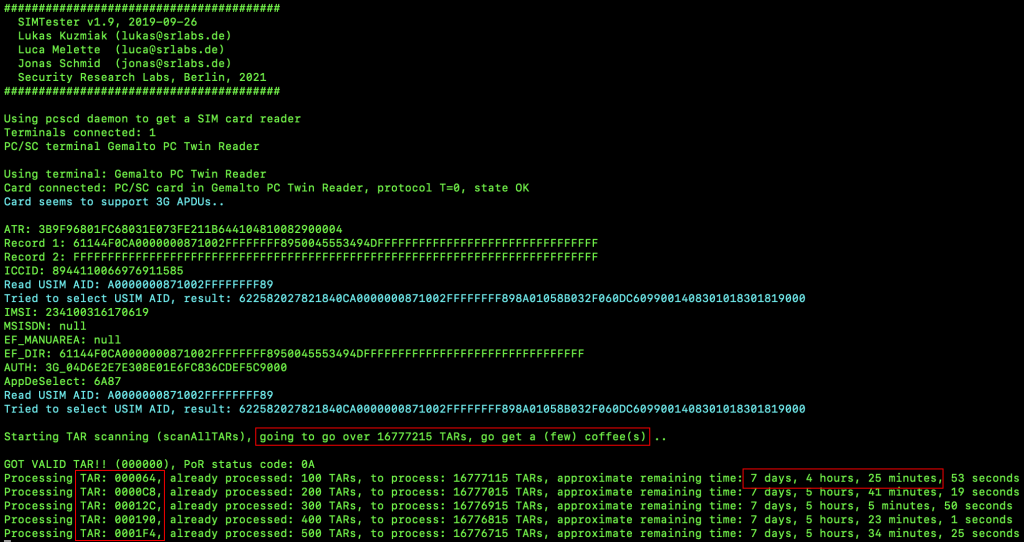 ########################################
SIMTester v1.9, 2019-09-26
Lukas Kuzmiak (lukas@srlabs.de)
Luca Melette  (luca@srlabs.de)
Jonas Schmid  (jonas@srlabs.de)
Security Research Labs, Berlin, 2021
########################################
Using pcscd daemon to get a SIM card reader
Terminals connected: 1
PC/SC terminal Gemalto PC Twin Reader
Using terminal: Gemalto PC Twin Reader
Card connected: PC/SC card in Gemalto PC Twin Reader, protocol T=0, state OK
Card seems to support 3G APDUs..
ATR: 3B9F96801FC68031E073FE211B644104810082900004
Record 1: 61144F0CA0000000871002FFFFFFFF8950045553494DFFFFFFFFFFFFFFFFFFFFFFFFFFFFFFFF
Record 2: FFFFFFFFFFFFFFFFFFFFFFFFFFFFFFFFFFFFFFFFFFFFFFFFFFFFFFFFFFFFFFFFFFFFFFFFFFFF
ICCID: 8944110066976911585
Read USIM AID: A0000000871002FFFFFFFF89
Tried to select USIM AID, result: 622582027821840CA0000000871002FFFFFFFF898A01058B032F060DC60990014083010183018190​00
IMSI: 234100316170619
MSISDN: null
EF_MANUAREA: null
EF_DIR: 61144F0CA0000000871002FFFFFFFF8950045553494DFFFFFFFFFFFFFFFFFFFFFFFFFFFFFFFF
AUTH: 3G_04D6E2E7E308E01E6FC836CDEF5C9000
AppDeSelect: 6A87
Read USIM AID: A0000000871002FFFFFFFF89
Tried to select USIM AID, result: 622582027821840CA0000000871002FFFFFFFF898A01058B032F060DC6099001408301018301819000
Starting TAR scanning (scanAllTARs), going to go over 16777215 TARs, go get a (few) coffee(s) ..
GOT VALID TAR!! (000000), PoR status code: 0A
Processing TAR: 000064, already processed: 100 TARs, to process: 16777115 TARs, approximate remaining time: 7 days, 4 hours, 25 minutes, 53 seconds
Processing TAR: 0000C8, already processed: 200 TARs, to process: 16777015 TARs, approximate remaining time: 7 days, 5 hours, 41 minutes, 19 seconds
Processing TAR: 00012C, already processed: 300 TARs, to process: 16776915 TARs, approximate remaining time: 7 days, 5 hours, 5 minutes, 50 seconds
Processing TAR: 000190, already processed: 400 TARs, to process: 16776815 TARs, approximate remaining time: 7 days, 5 hours, 23 minutes, 1 seconds
Processing TAR: 0001F4, already processed: 500 TARs, to process: 16776715 TARs, approximate remaining time: 7 days, 5 hours, 34 minutes, 25 seconds